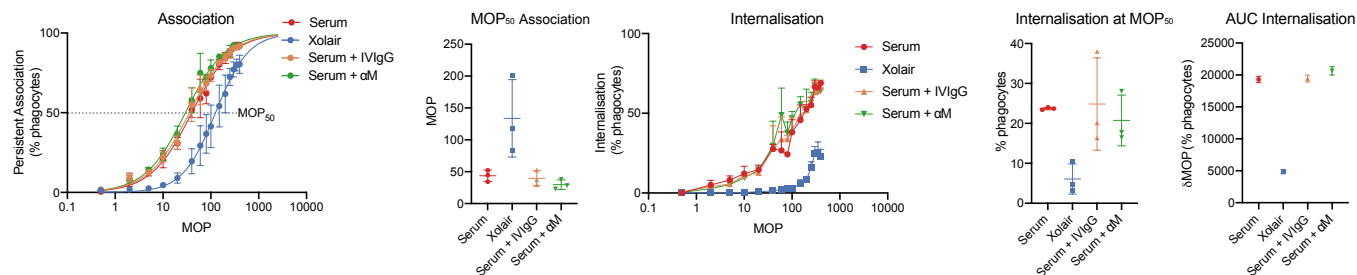 Association
Persistent Association
(% phagocytes)
100
50
0
0.1
1
10
100
1000
10000
MOP
MOP50
Serum
Xolair
Serum + IVIgG
Serum + αM
MOP50 Association
MOP
250
200
150
100
50
0
Serum
Xolair
Serum + IVIgG
Serum + αM
Internalisation
Internalisation
(% phagocytes)
100
50
0
0.1
1
10
100
1000
10000
MOP
Serum
Xolair
Serum + IVIgG
Serum + αM
Internalisation at MOP50
% phagocytes
40
30
20
10
0
Serum
Xolair
Serum + IVIgG
Serum + αM
AUC Internalisation
δMOP (% phagocytes)
25000
20000
15000
10000
5000
0
Serum
Xolair
Serum + IVIgG
Serum + αM